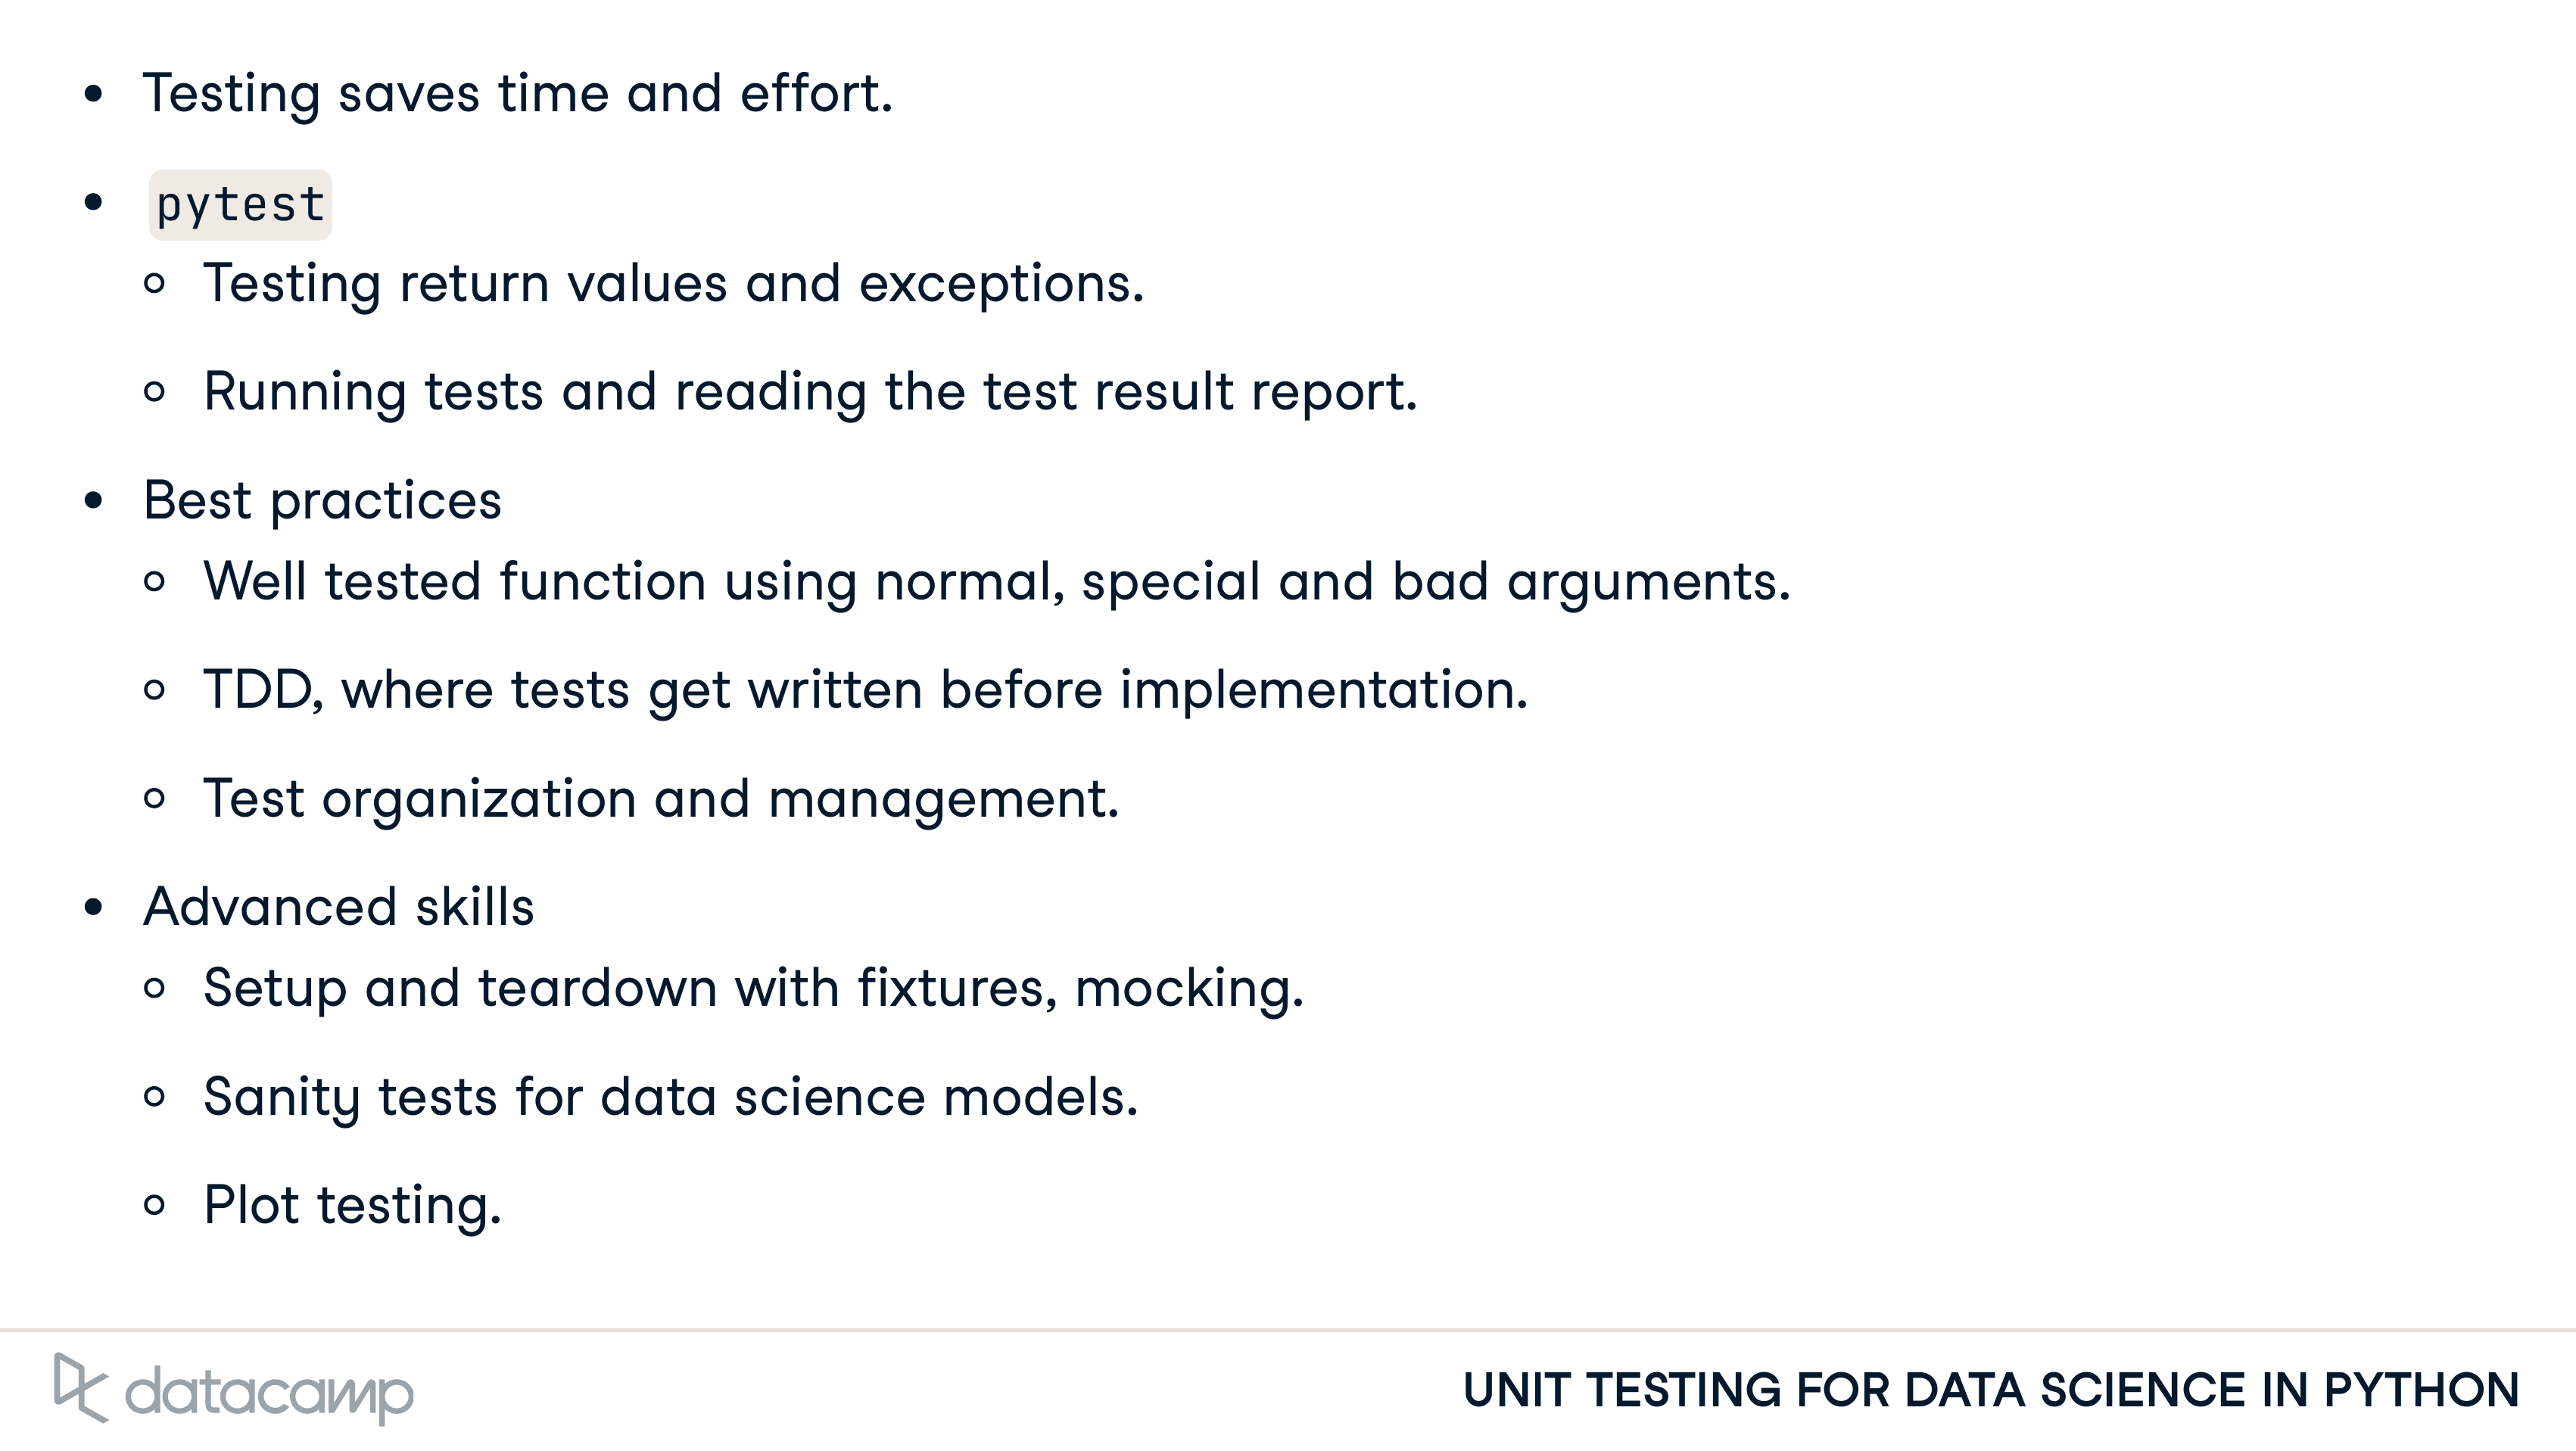 • Testing saves time and effort.
• pytest
◦ Testing return values and exceptions.
◦ Running tests and reading the test result report.
• Best practices
◦ Well tested function using normal, special and bad arguments.
◦ TDD, where tests get written before implementation.
◦ Test organization and management.
• Advanced skills
◦ Setup and teardown with fixtures, mocking.
◦ Sanity tests for data science models.
◦ Plot testing.
datacamp
UNIT TESTING FOR DATA SCIENCE IN PYTHON